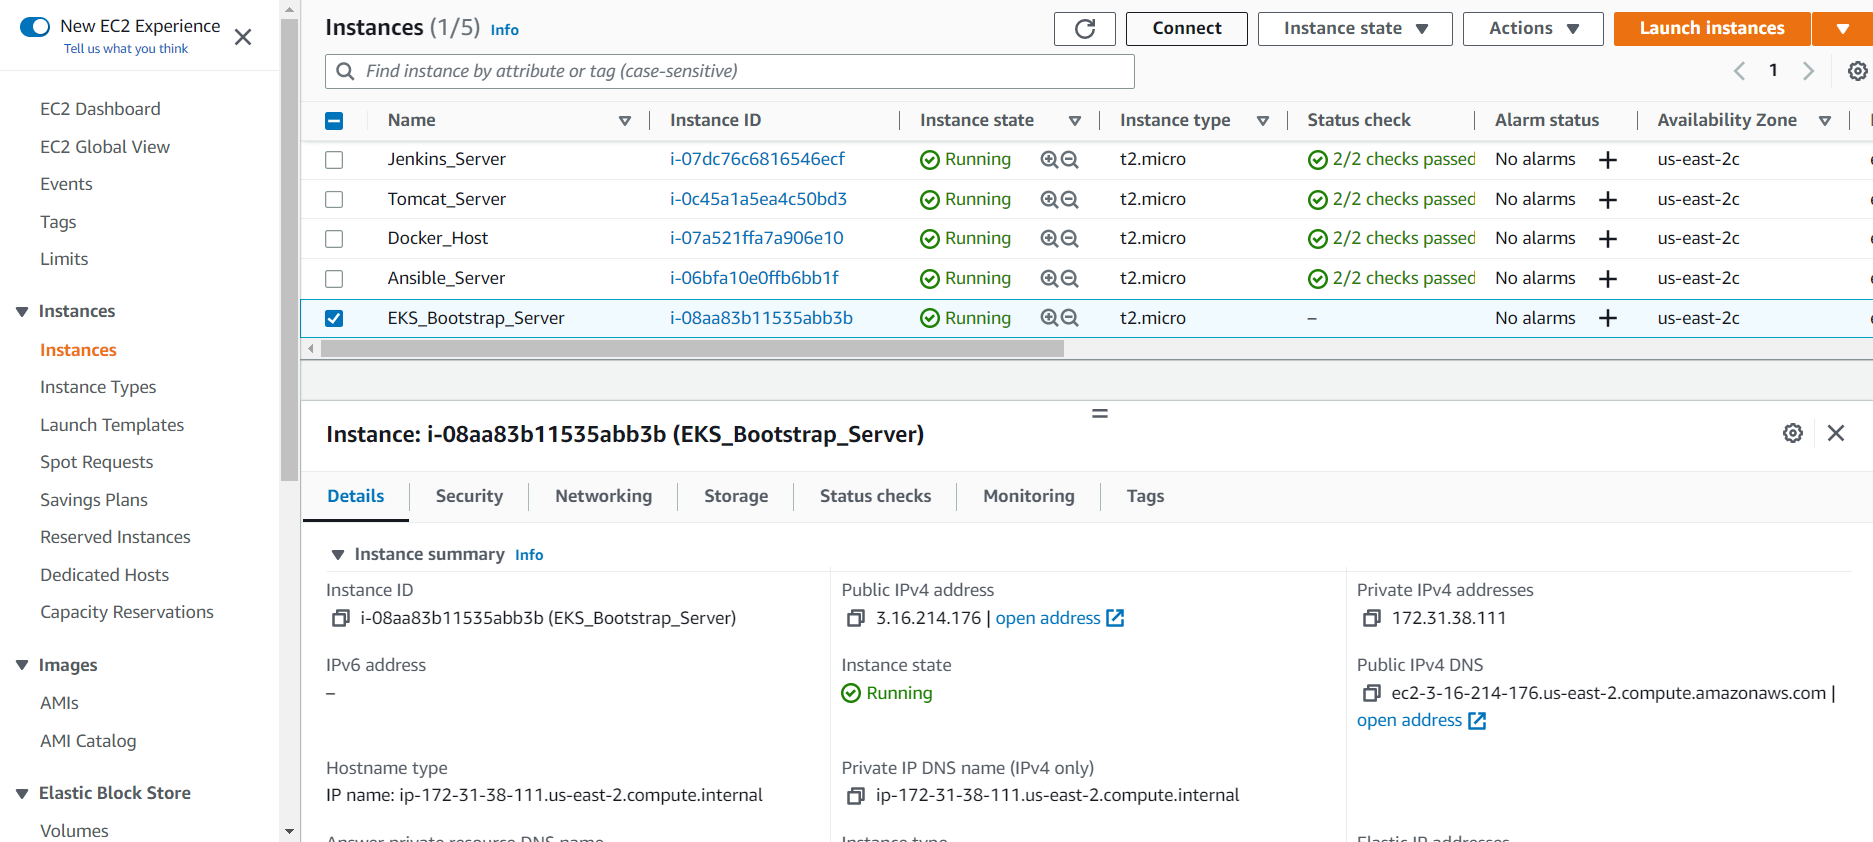 New EC2 Experience
Tell us what you think
EC2 Dashboard
EC2 Global View
Events
Tags
Limits
Instances
Instances
Instance Types
Launch Templates
Spot Requests
Savings Plans
Reserved Instances
Dedicated Hosts
Capacity Reservations
Images
AMIs
AMI Catalog
Elastic Block Store
Volumes
Instances (1/5) Info
Connect Instance state Actions Launch instances
Find instance by attribute or tag (case-sensitive)
1
Name Instance ID Instance state Instance type Status check Alarm status Availability Zone
Jenkins_Server i-07dc76c6816546ecf Running t2.micro 2/2 checks passed No alarms + us-east-2c
Tomcat_Server i-0c45a1a5ea4c50bd3 Running t2.micro 2/2 checks passed No alarms + us-east-2c
Docker_Host i-07a521ffa7a906e10 Running t2.micro 2/2 checks passed No alarms + us-east-2c
Ansible_Server i-06bfa10e0ffb6bb1f Running t2.micro 2/2 checks passed No alarms + us-east-2c
EKS_Bootstrap_Server i-08aa83b11535abb3b Running t2.micro – No alarms + us-east-2c
Instance: i-08aa83b11535abb3b (EKS_Bootstrap_Server)
Details Security Networking Storage Status checks Monitoring Tags
Instance summary Info
Instance ID
i-08aa83b11535abb3b (EKS_Bootstrap_Server)
Public IPv4 address
3.16.214.176 | open address
Private IPv4 addresses
172.31.38.111
IPv6 address
–
Instance state
Running
Public IPv4 DNS
ec2-3-16-214-176.us-east-2.compute.amazonaws.com |
open address
Hostname type
IP name: ip-172-31-38-111.us-east-2.compute.internal
Private IP DNS name (IPv4 only)
ip-172-31-38-111.us-east-2.compute.internal
Answer private resource DNS name
Instance type
Elastic IP addresses